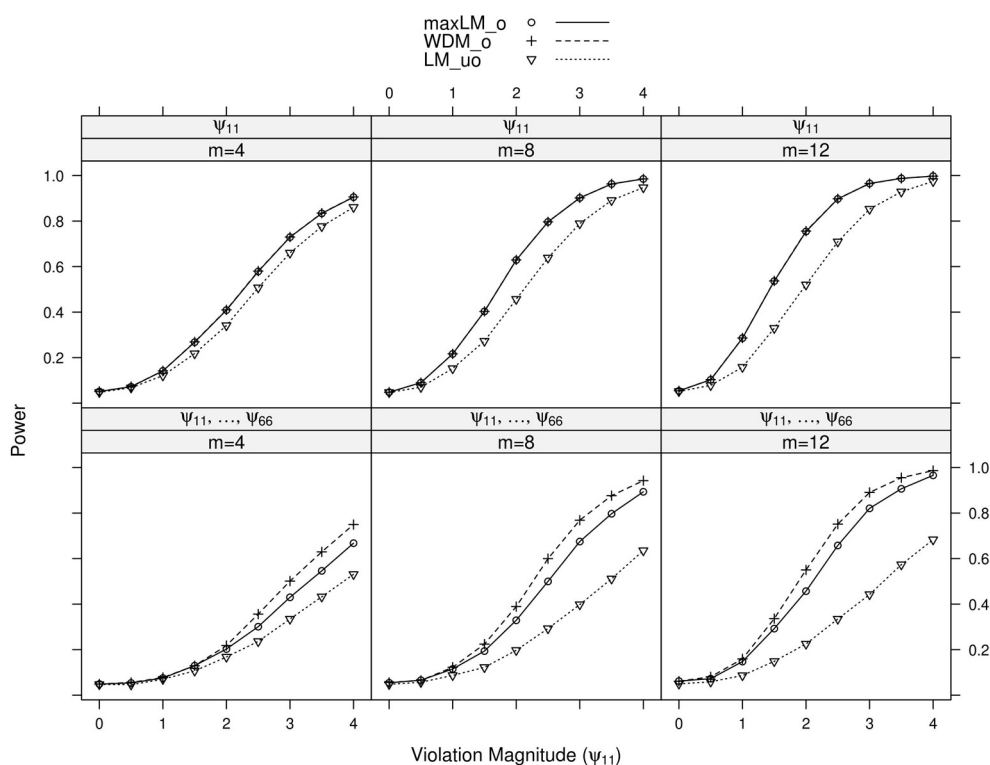 maxLM_o
WDM_o
LM_uo
0 1 2 3 4
ψ11 ψ11 ψ11
m=4 m=8 m=12
1.0
0.8
0.6
0.4
0.2
ψ11, …, ψ66 ψ11, …, ψ66 ψ11, …, ψ66
m=4 m=8 m=12
1.0
0.8
0.6
0.4
0.2
Power
0 1 2 3 4 0 1 2 3 4
Violation Magnitude (ψ11)